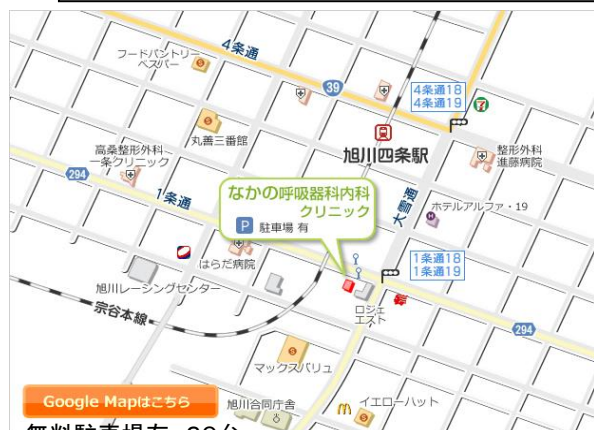 フードパントリー
ベスパー
4条通
39
4条通18
4条通19
7
丸善三番館
旭川四条駅
高桑整形外科
一条クリニック
整形外科
進藤病院
294
1条通
なかの呼吸器科内科
クリニック
P 駐車場 有
大雪通
H
ホテルアルファ・19
はらだ病院
1条通18
1条通19
旭川レーシングセンター
宗谷本線
ロジェ
エスト
294
マックスバリュ
Google Mapはこちら
旭川合同庁舎
イエローハット